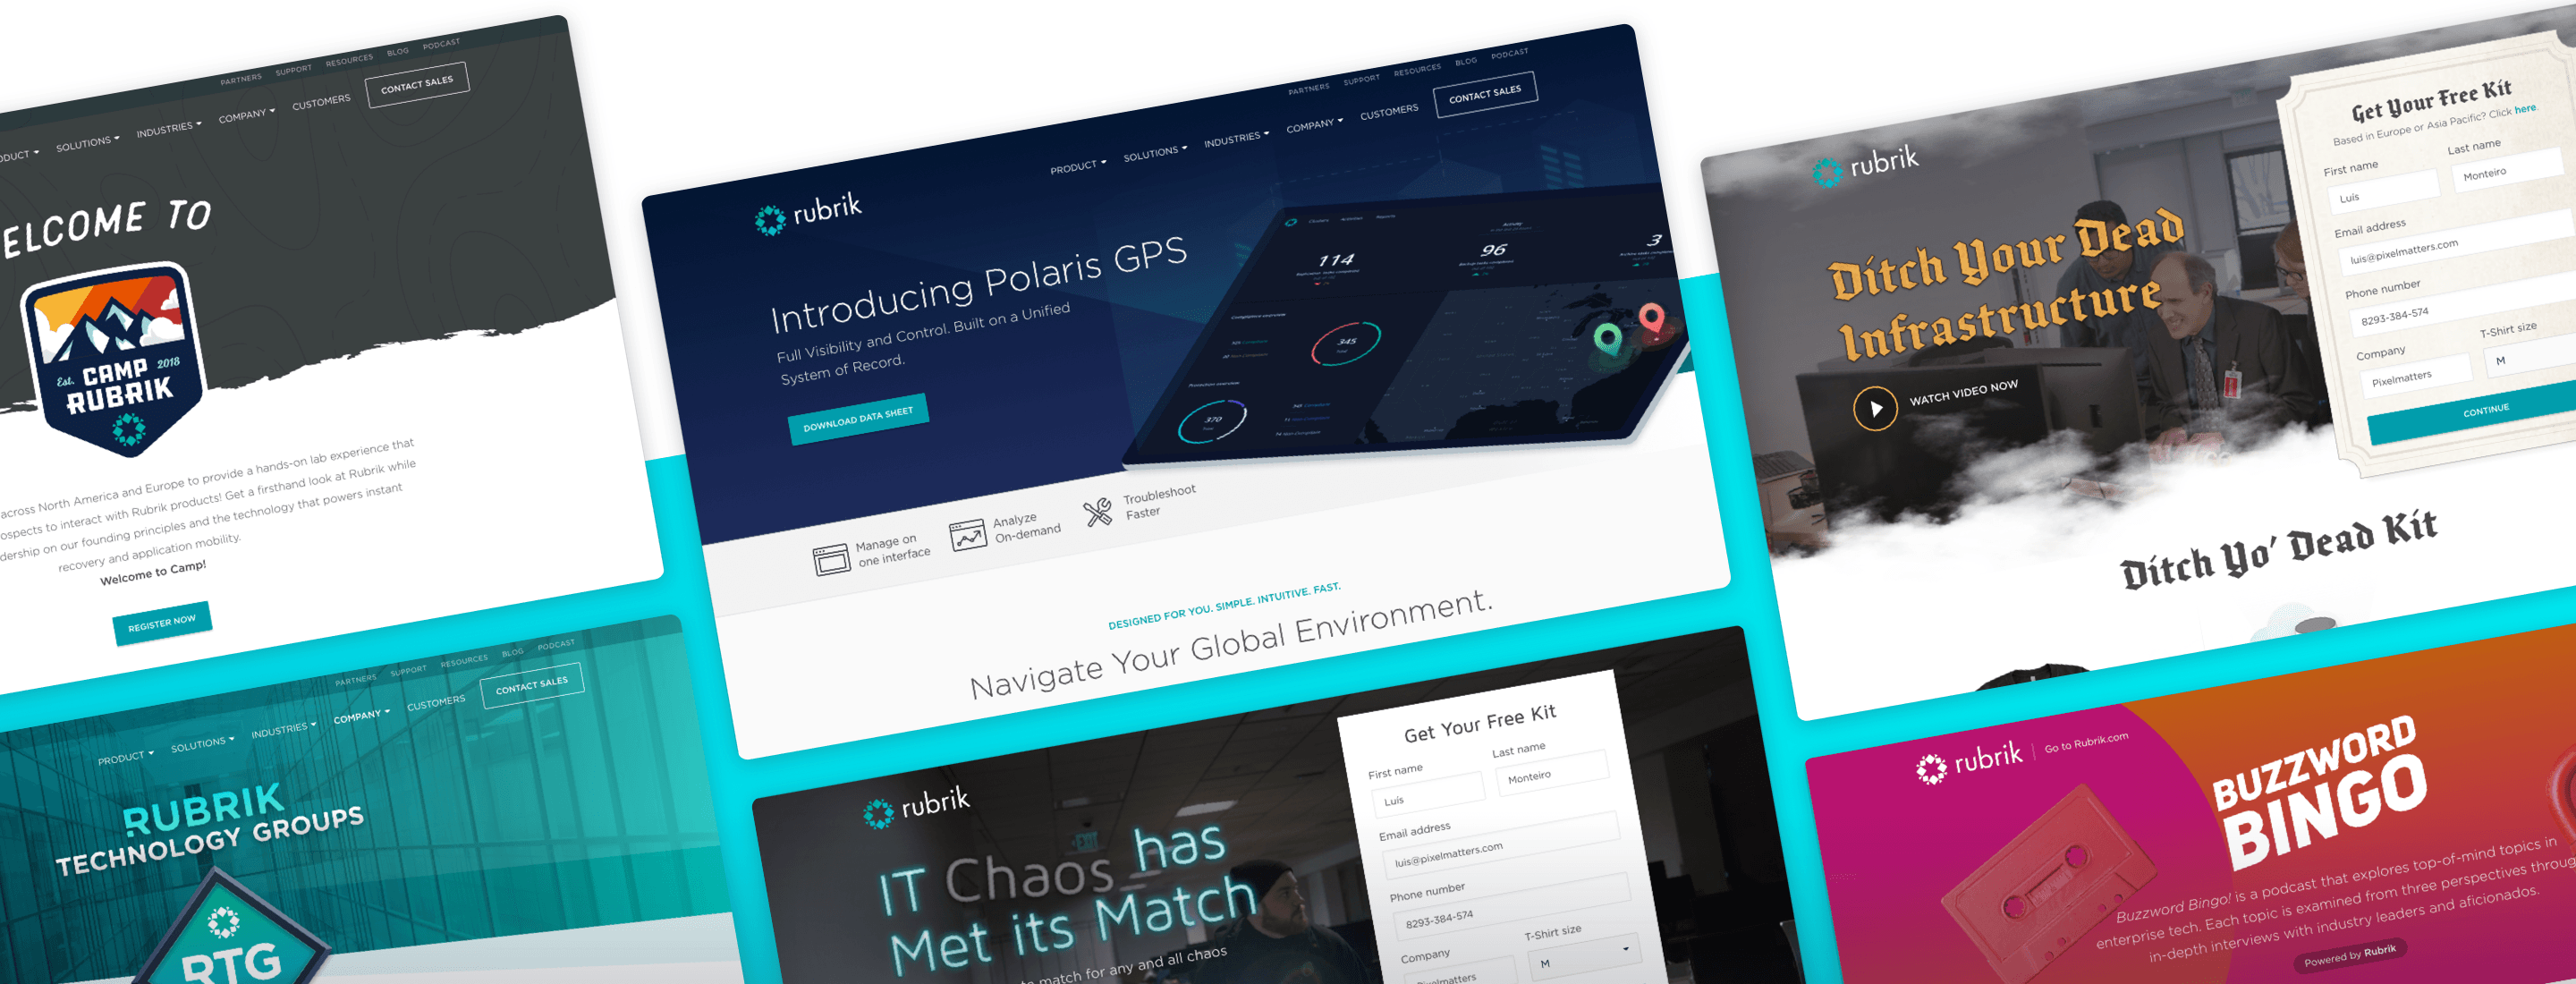 PARTNERS SUPPORT RESOURCES BLOG PODCAST
SOLUTIONS INDUSTRIES COMPANY CUSTOMERS CONTACT SALES
ELCOME TO
Est. 2018
CAMP
RUBRIK
across North America and Europe to provide a hands-on lab experience that
to interact with Rubrik products! Get a firsthand look at Rubrik while
on our founding principles and the technology that powers instant
recovery and application mobility.
Welcome to Camp!
REGISTER NOW
PARTNERS SUPPORT RESOURCES BLOG PODCAST
PRODUCT SOLUTIONS INDUSTRIES COMPANY CUSTOMERS CONTACT SALES
RUBRIK
TECHNOLOGY GROUPS
RTG
PARTNERS SUPPORT RESOURCES BLOG PODCAST
PRODUCT SOLUTIONS INDUSTRIES COMPANY CUSTOMERS CONTACT SALES
rubrik
Introducing Polaris GPS
Full Visibility and Control. Built on a Unified
System of Record.
DOWNLOAD DATA SHEET
114
96
3
345
370
Manage on
one interface
Analyze
On-demand
Troubleshoot
Faster
DESIGNED FOR YOU. SIMPLE. INTUITIVE. FAST.
Navigate Your Global Environment.
rubrik
IT Chaos has
Met its Match
match for any and all chaos
EXIT
Get Your Free Kit
First name
Last name
Luis
Monteiro
Email address
luis@pixelmatters.com
Phone number
8293-384-574
Company
T-Shirt size
Pixelmatters
M
rubrik
Ditch Your Dead
Infrastructure
WATCH VIDEO NOW
Get Your Free Kit
Based in Europe or Asia Pacific? Click here.
First name
Last name
Luis
Monteiro
Email address
luis@pixelmatters.com
Phone number
8293-384-574
Company
T-Shirt size
Pixelmatters
M
CONTINUE
Ditch Yo' Dead Kit
rubrik
Go to Rubrik.com
BUZZWORD
BINGO
Buzzword Bingo! is a podcast that explores top-of-mind topics in
enterprise tech. Each topic is examined from three perspectives throug
in-depth interviews with industry leaders and aficionados.
Powered by Rubrik